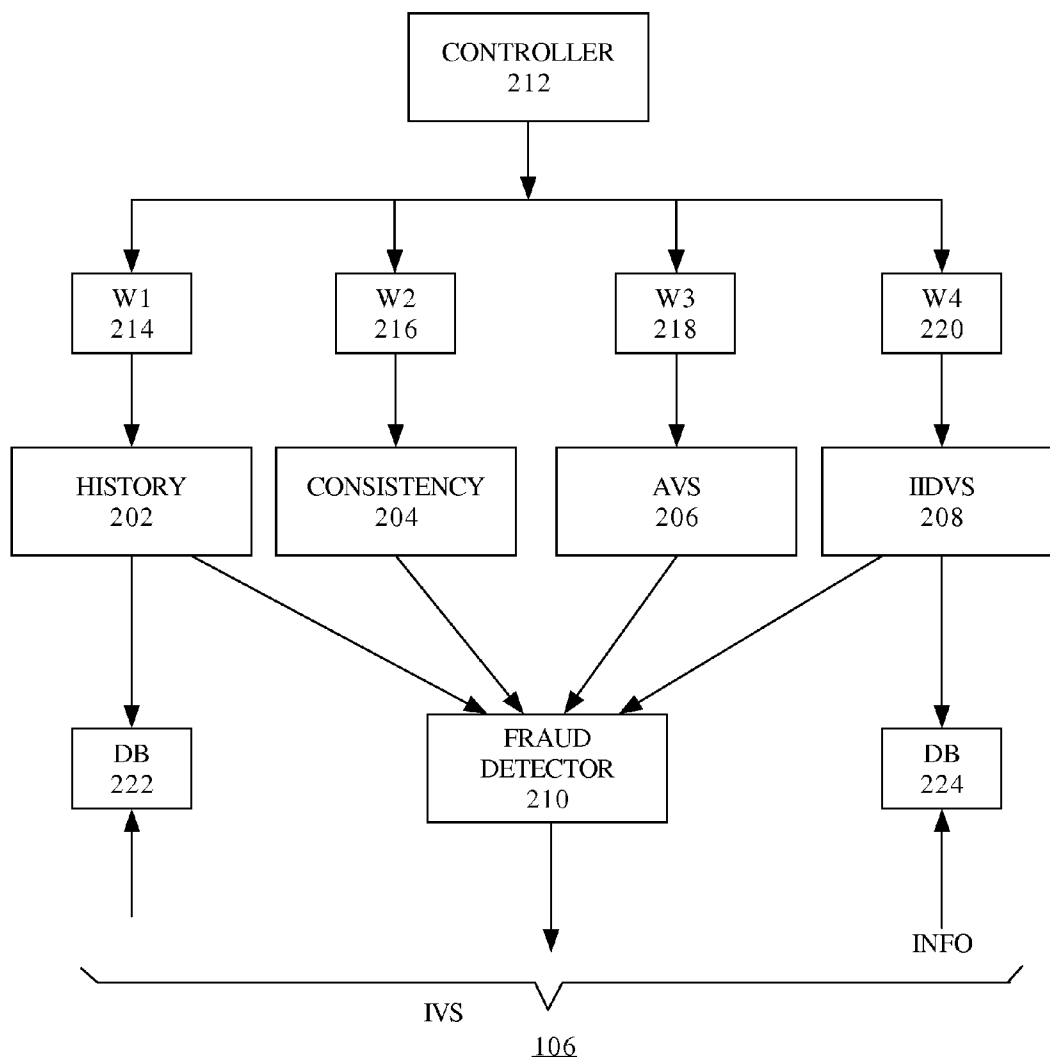 CONTROLLER
212
W1
214
W2
216
W3
218
W4
220
HISTORY
202
CONSISTENCY
204
AVS
206
IIDVS
208
DB
222
FRAUD
DETECTOR
210
DB
224
INFO
IVS
106